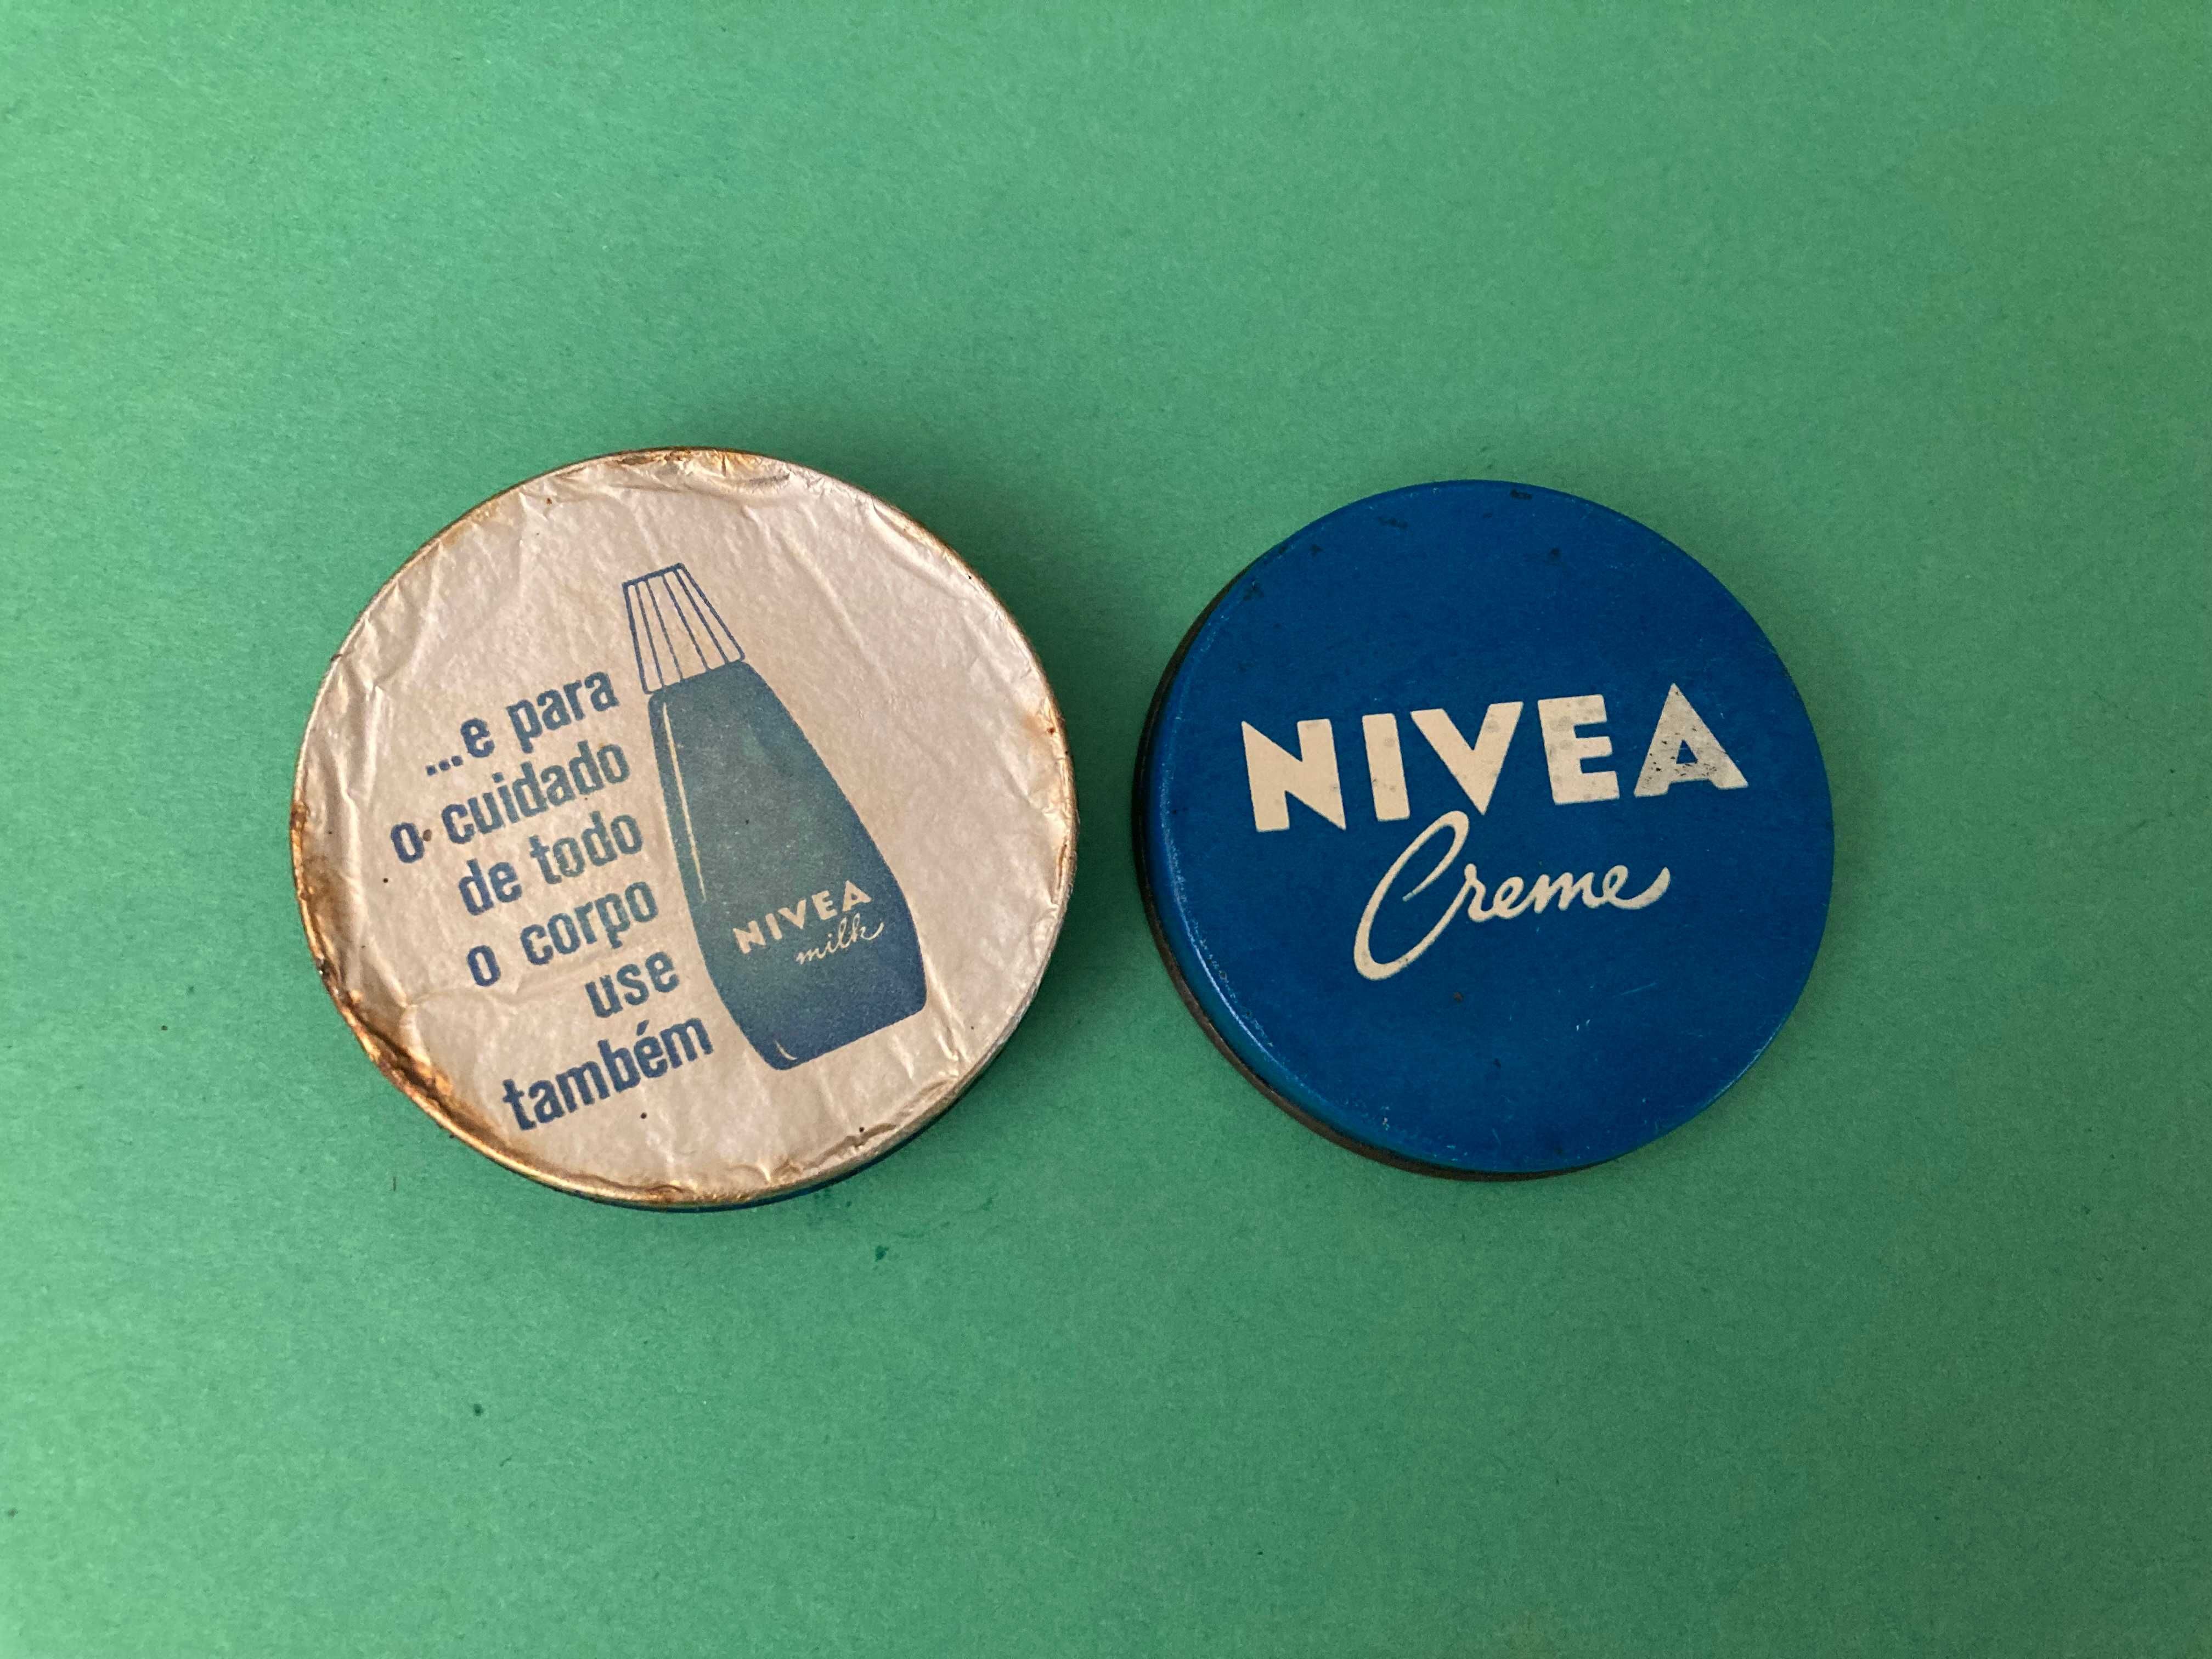 ...e para
o cuidado
de todo
o corpo
use
também
NIVEA
milk
NIVEA
Creme